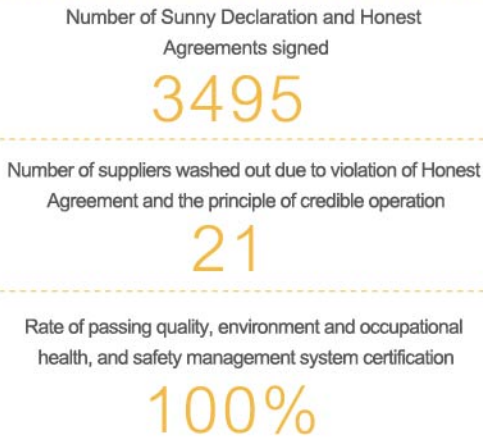 Number of Sunny Declaration and Honest
Agreements signed
3495
Number of suppliers washed out due to violation of Honest
Agreement and the principle of credible operation
21
Rate of passing quality, environment and occupational
health, and safety management system certification
100%